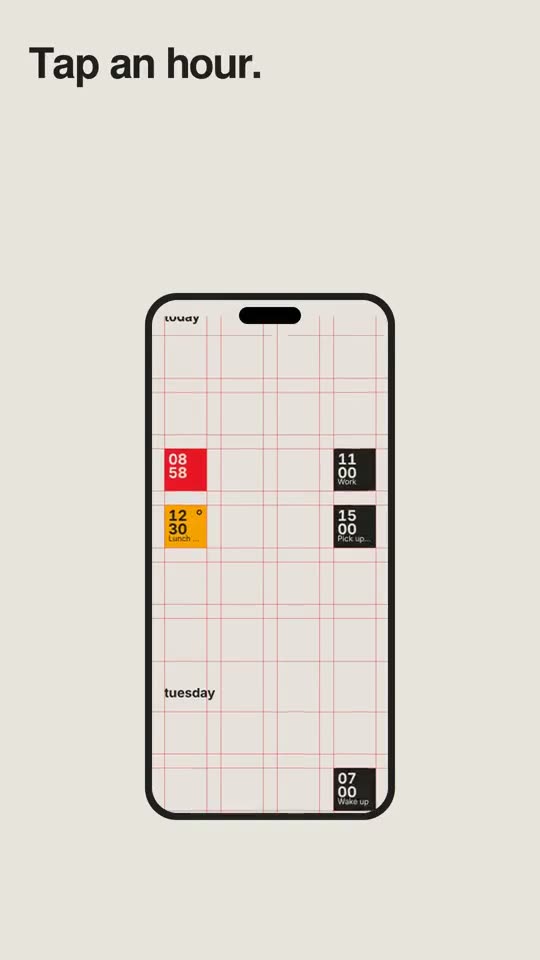 Tap an hour.
today
08
58
11
00
Work
12
30
Lunch ...
15
00
Pick up...
tuesday
07
00
Wake up